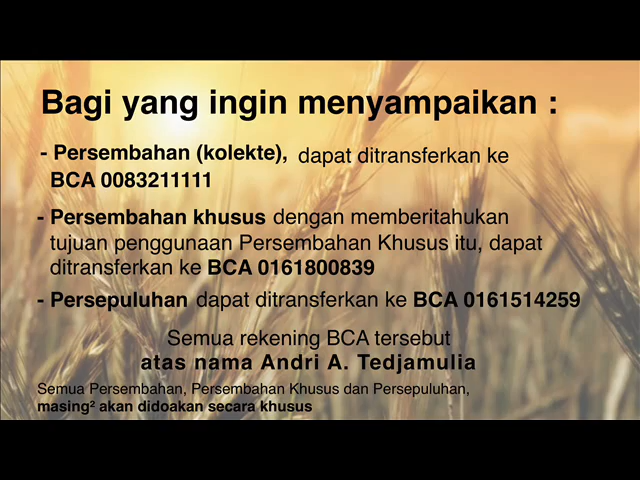 Bagi yang ingin menyampaikan :
- Persembahan (kolekte), dapat ditransferkan ke
BCA 0083211111
- Persembahan khusus dengan memberitahukan
tujuan penggunaan Persembahan Khusus itu, dapat
ditransferkan ke BCA 0161800839
- Persepuluhan dapat ditransferkan ke BCA 0161514259
Semua rekening BCA tersebut
atas nama Andri A. Tedjamulia
Semua Persembahan, Persembahan Khusus dan Persepuluhan,
masing² akan didoakan secara khusus